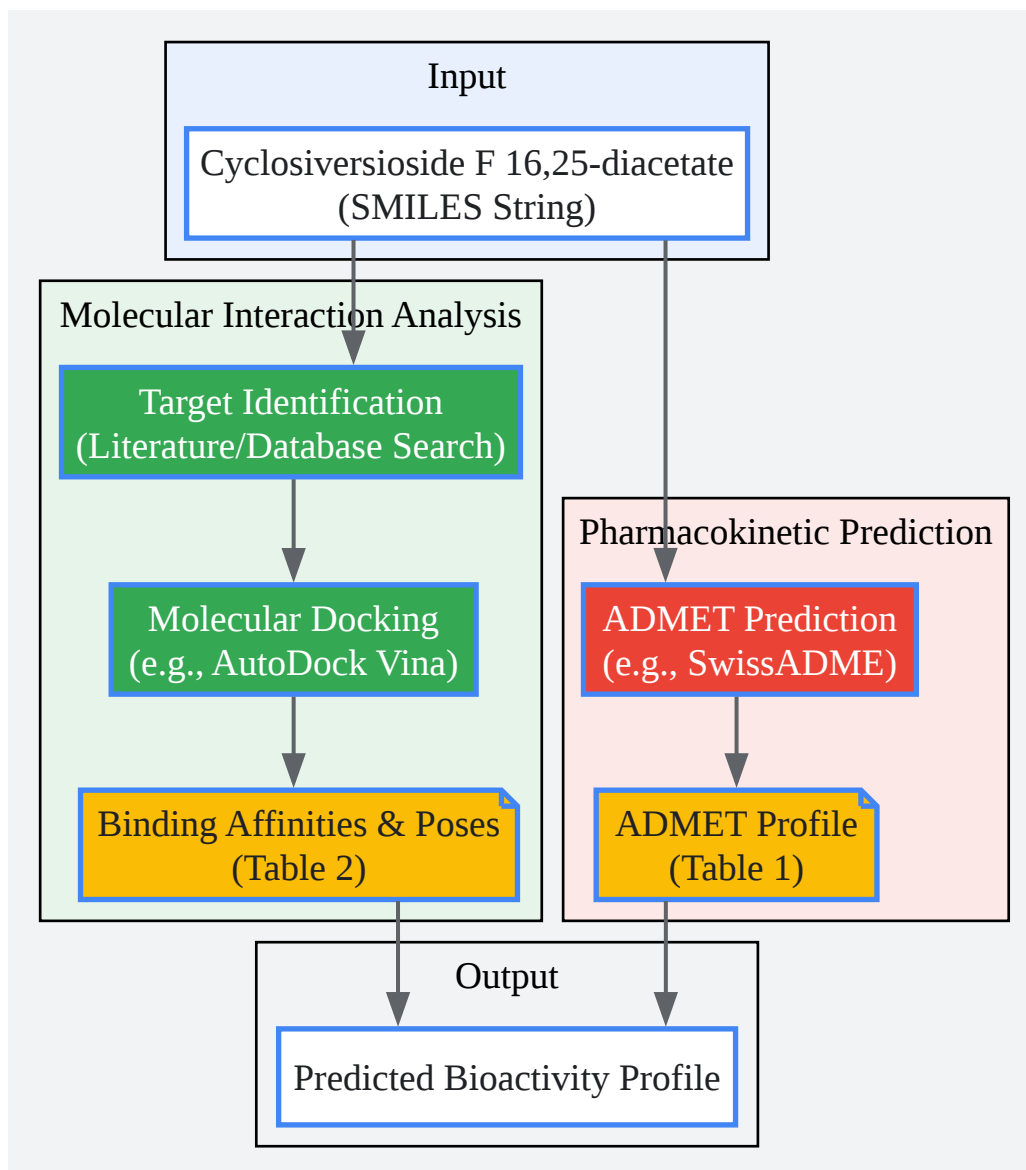 Input
Cyclosiversioside F 16,25-diacetate
(SMILES String)
Molecular Interaction Analysis
Target Identification
(Literature/Database Search)
Molecular Docking
(e.g., AutoDock Vina)
Binding Affinities & Poses
(Table 2)
Pharmacokinetic Prediction
ADMET Prediction
(e.g., SwissADME)
ADMET Profile
(Table 1)
Output
Predicted Bioactivity Profile